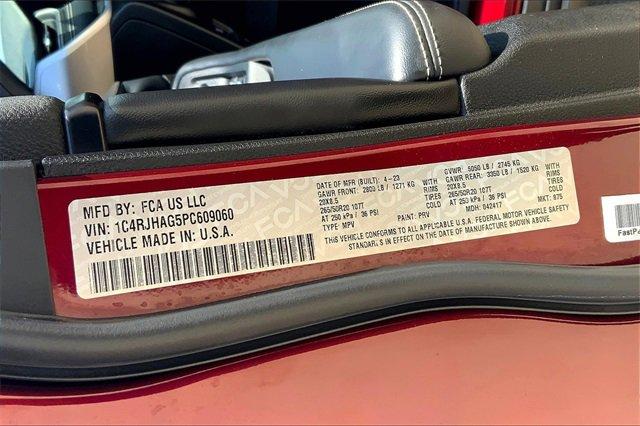 MFD BY: FCA US LLC
VIN: 1C4RJHAG5PC609060
VEHICLE MADE IN: U.S.A.
DATE OF MFR (BUILT): 4-23
GAWR FRONT: 2803 LB / 1271 KG WITH
20X8.5 RIMS
265/50R20 107T TIRES
AT 250 kPa / 36 PSI
TYPE: MPV PAINT: PRV
GVWR: 5050 LB / 2745 KG
GAWR REAR: 3350 LB / 1520 KG WITH
20X8.5 RIMS
265/50R20 107T TIRES
AT 250 kPa / 36 PSI
MDH: 042417 MKT: 875
THIS VEHICLE CONFORMS TO ALL APPLICABLE U.S.A. FEDERAL MOTOR VEHICLE SAFETY
STANDARDS IN EFFECT ON THE DATE OF MANUFACTURE SHOWN ABOVE.